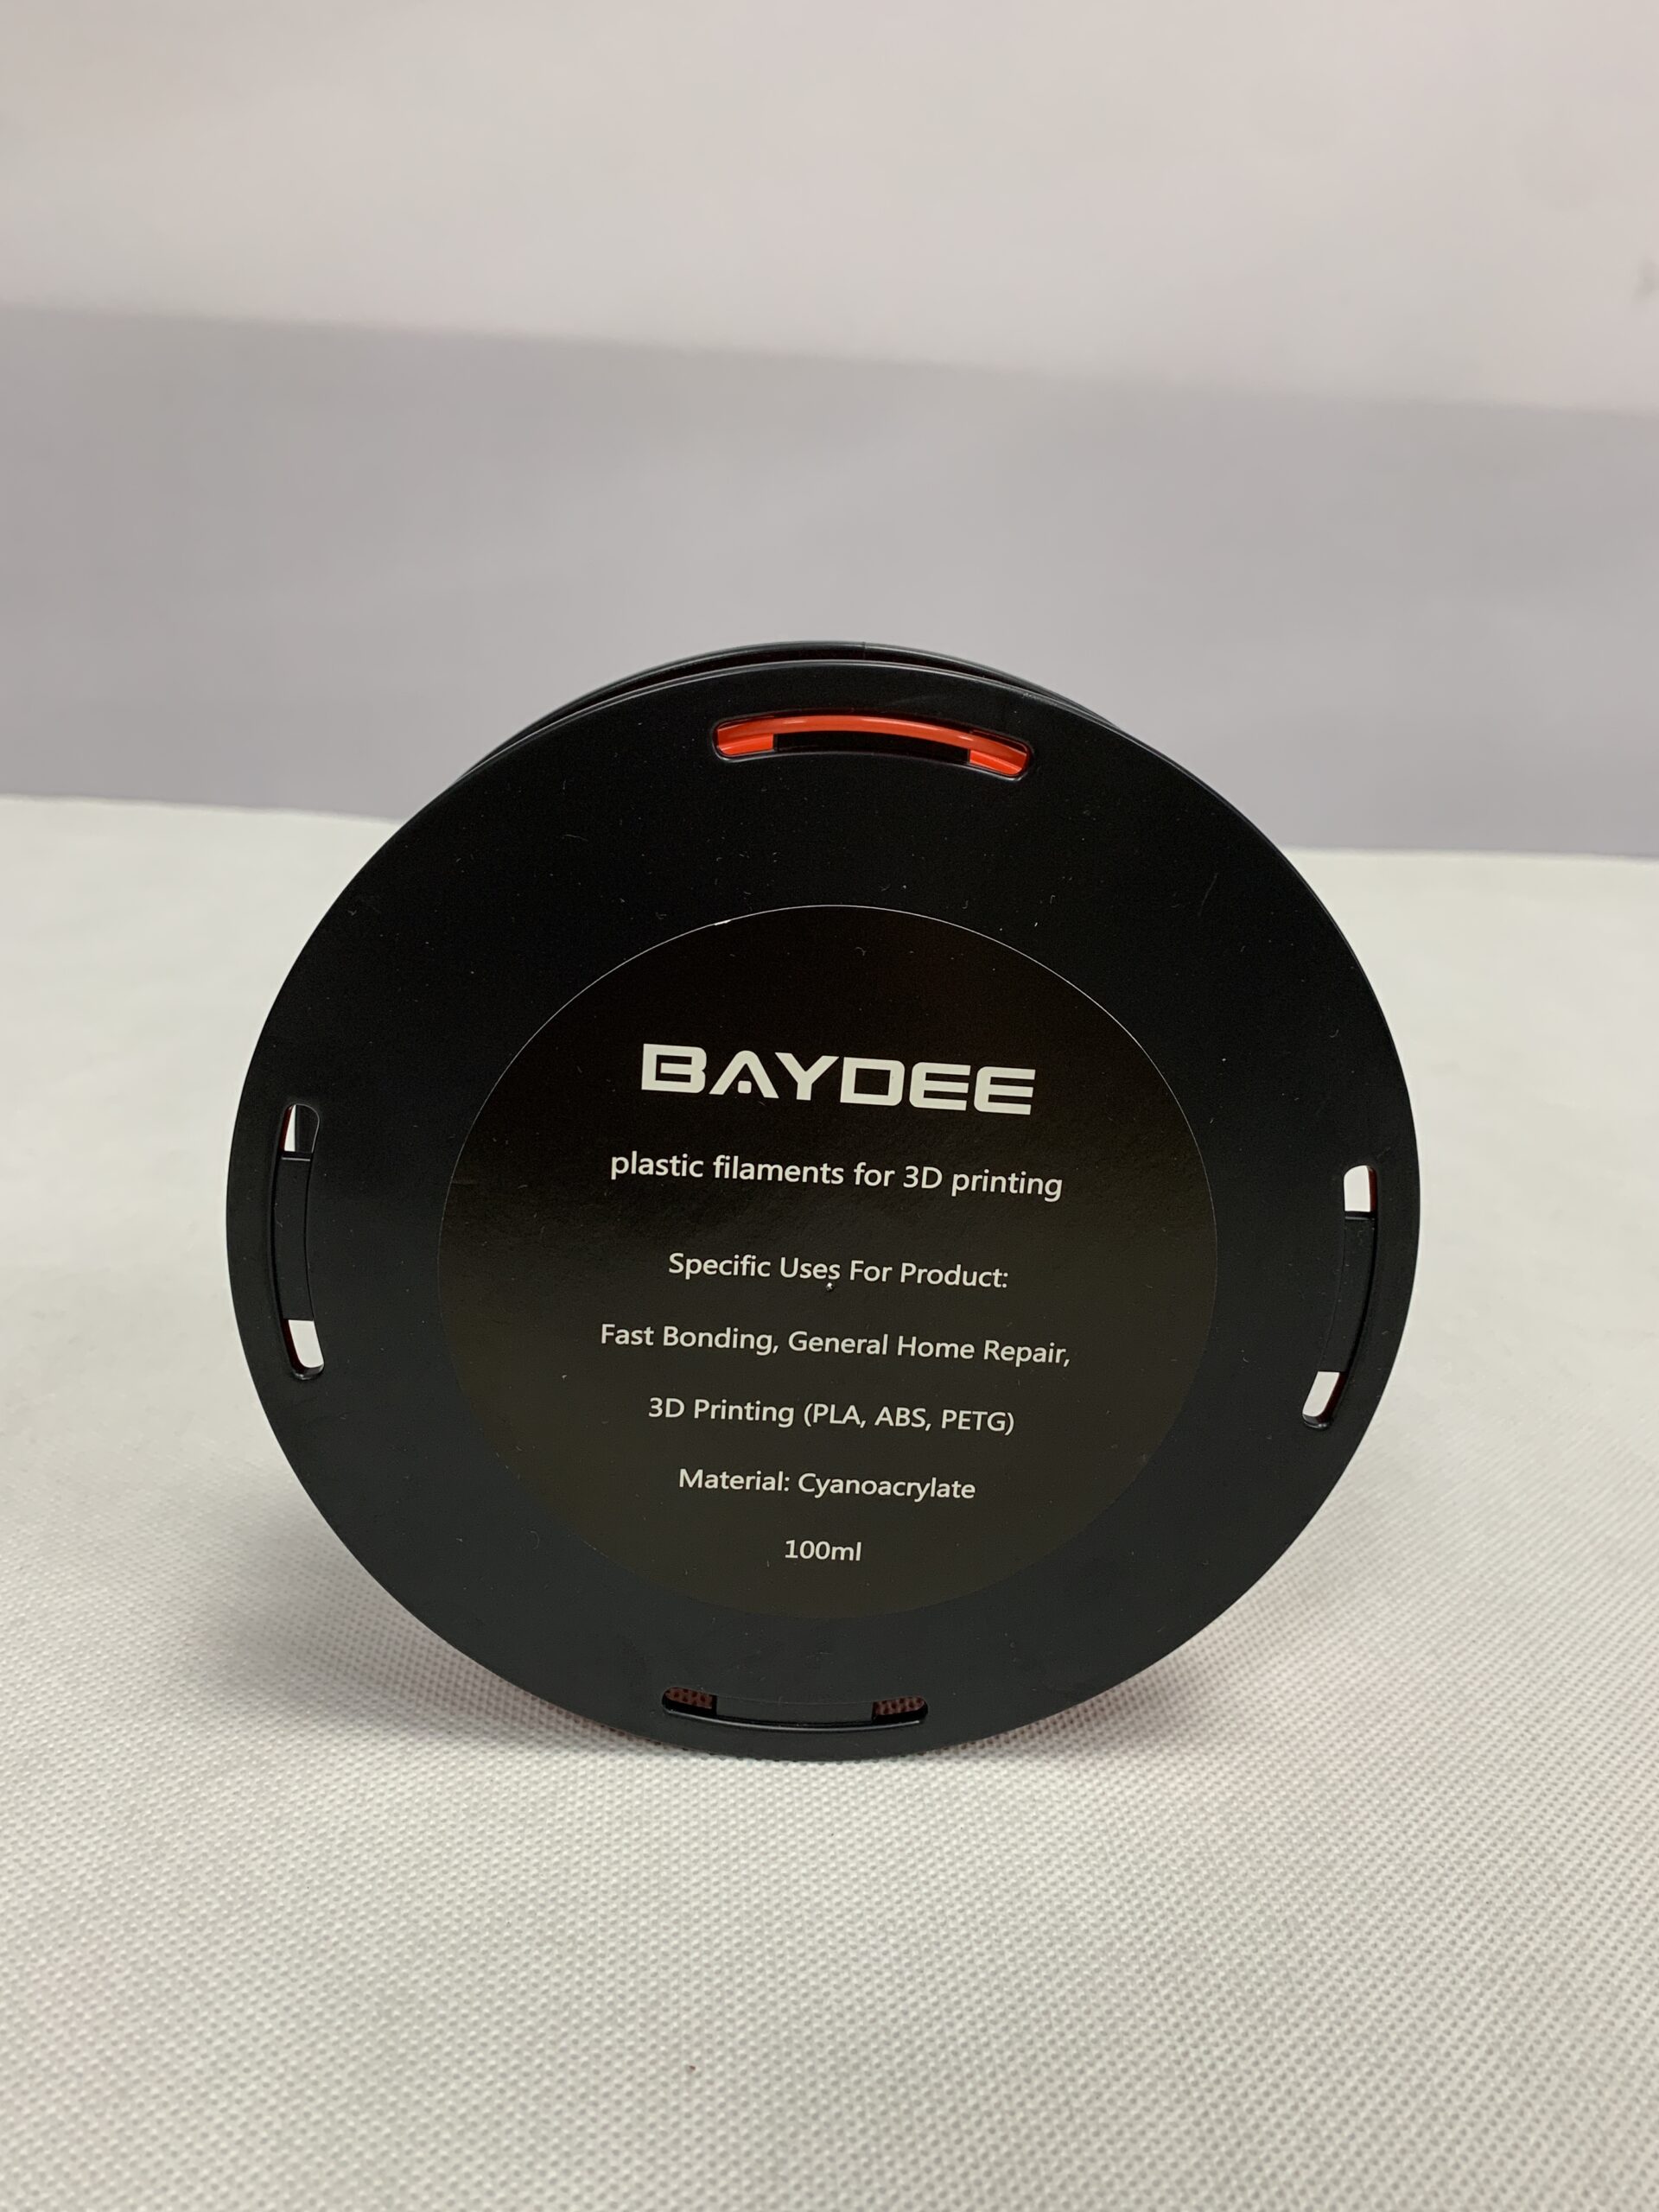 BAYDEE
plastic filaments for 3D printing
Specific Uses For Product:
Fast Bonding, General Home Repair,
3D Printing (PLA, ABS, PETG)
Material: Cyanoacrylate
100ml